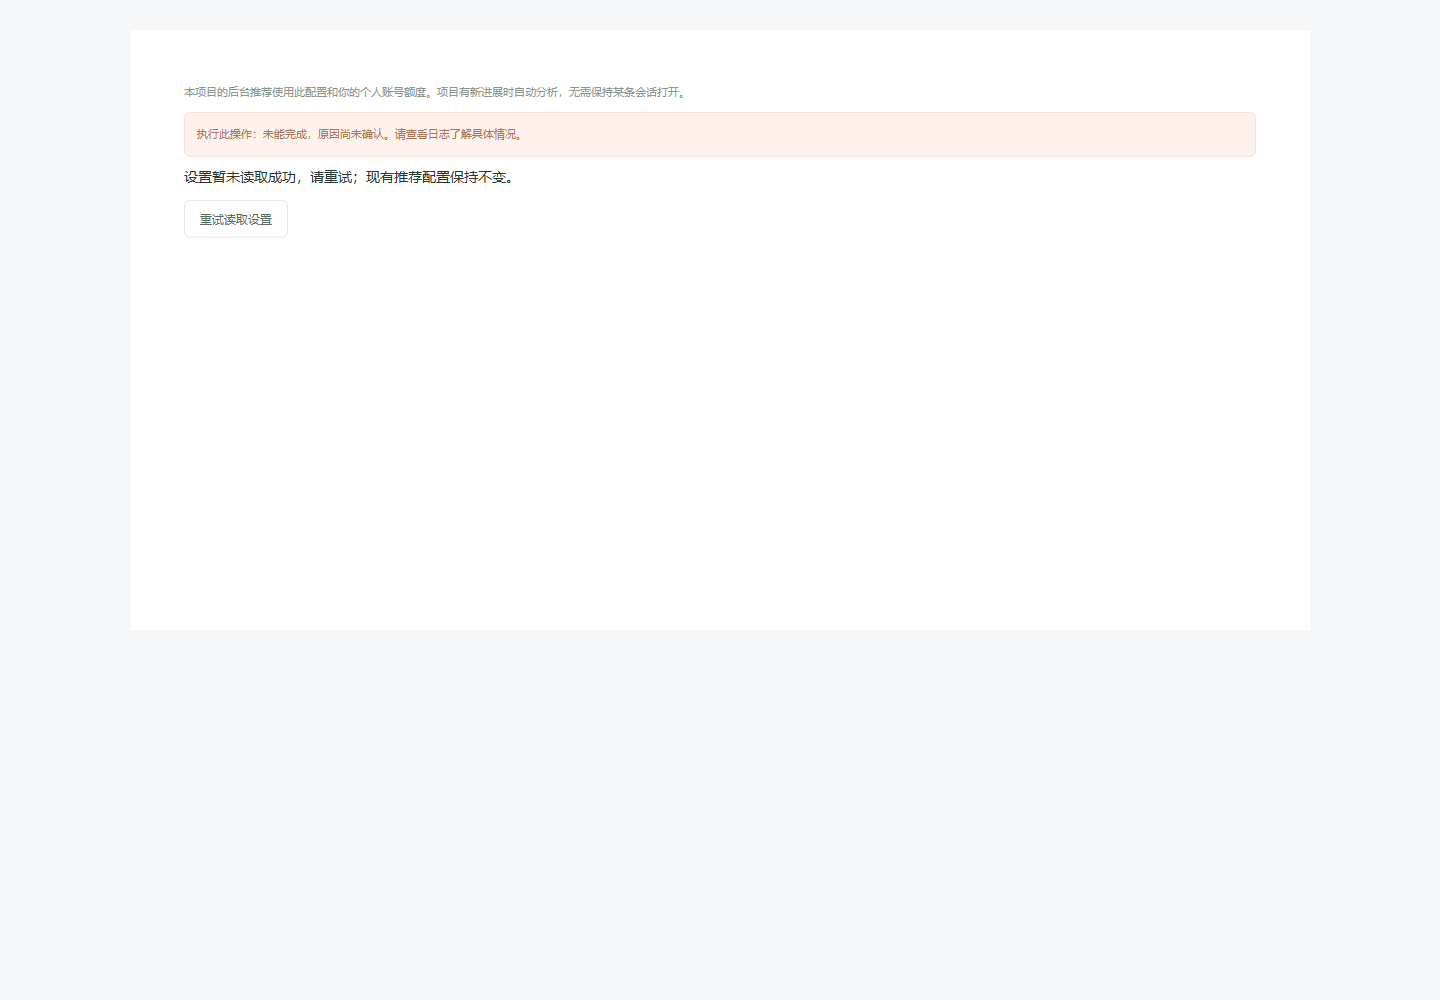 本项目的后台推荐使用此配置和你的个人账号额度。项目有新进展时自动分析，无需保持某条会话打开。
执行此操作：未能完成，原因尚未确认。请查看日志了解具体情况。
设置暂未读取成功，请重试；现有推荐配置保持不变。
重试读取设置